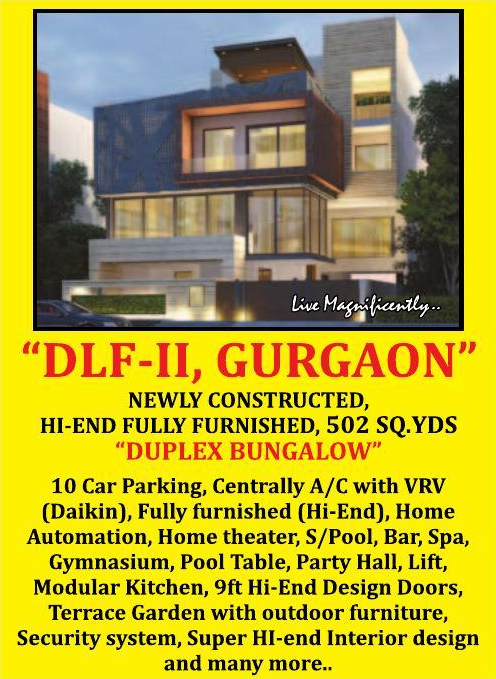 Live Magnificently..
“DLF-II, GURGAON”
NEWLY CONSTRUCTED,
HI-END FULLY FURNISHED, 502 SQ.YDS
“DUPLEX BUNGALOW”
10 Car Parking, Centrally A/C with VRV
(Daikin), Fully furnished (Hi-End), Home
Automation, Home theater, S/Pool, Bar, Spa,
Gymnasium, Pool Table, Party Hall, Lift,
Modular Kitchen, 9ft Hi-End Design Doors,
Terrace Garden with outdoor furniture,
Security system, Super HI-end Interior design
and many more..